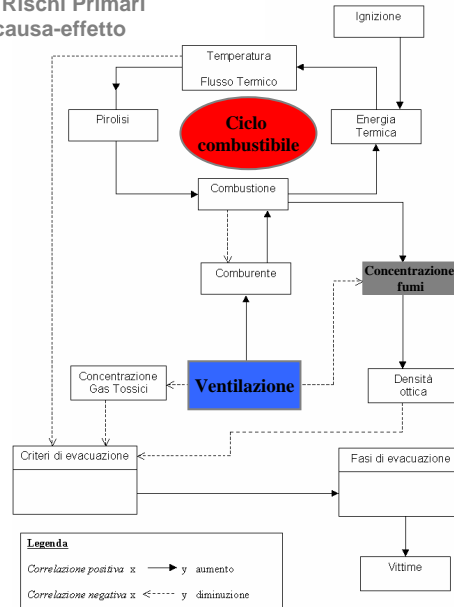 Rischi Primari
causa-effetto
Ignizione
Temperatura
Flusso Termico
Pirolisi
Ciclo
combustibile
Energia
Termica
Combustione
Comburente
Concentrazione
fumi
Concentrazione
Gas Tossici
Ventilazione
Densità
ottica
Criteri di evacuazione
Fasi di evacuazione
Vittime
Legenda
Correlazione positiva x y aumento
Correlazione negativa x y diminuzione